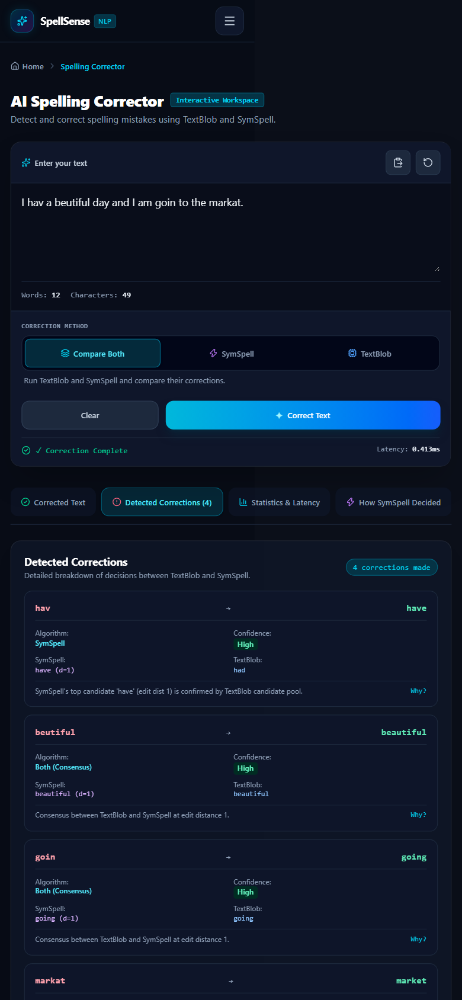 SpellSense NLP
Home > Spelling Corrector
AI Spelling Corrector Interactive Workspace
Detect and correct spelling mistakes using TextBlob and SymSpell.
Enter your text
I hav a beutiful day and I am goin to the markat.
Words: 12 Characters: 49
CORRECTION METHOD
Compare Both SymSpell TextBlob
Run TextBlob and SymSpell and compare their corrections.
Clear ✦ Correct Text
✓ Correction Complete Latency: 0.413ms
Corrected Text Detected Corrections (4) Statistics & Latency How SymSpell Decided
Detected Corrections
4 corrections made
Detailed breakdown of decisions between TextBlob and SymSpell.
hav → have
Algorithm: Confidence:
SymSpell High
SymSpell: TextBlob:
have (d=1) had
SymSpell's top candidate 'have' (edit dist 1) is confirmed by TextBlob candidate pool. Why?
beutiful → beautiful
Algorithm: Confidence:
Both (Consensus) High
SymSpell: TextBlob:
beautiful (d=1) beautiful
Consensus between TextBlob and SymSpell at edit distance 1. Why?
goin → going
Algorithm: Confidence:
Both (Consensus) High
SymSpell: TextBlob:
going (d=1) going
Consensus between TextBlob and SymSpell at edit distance 1. Why?
markat → market